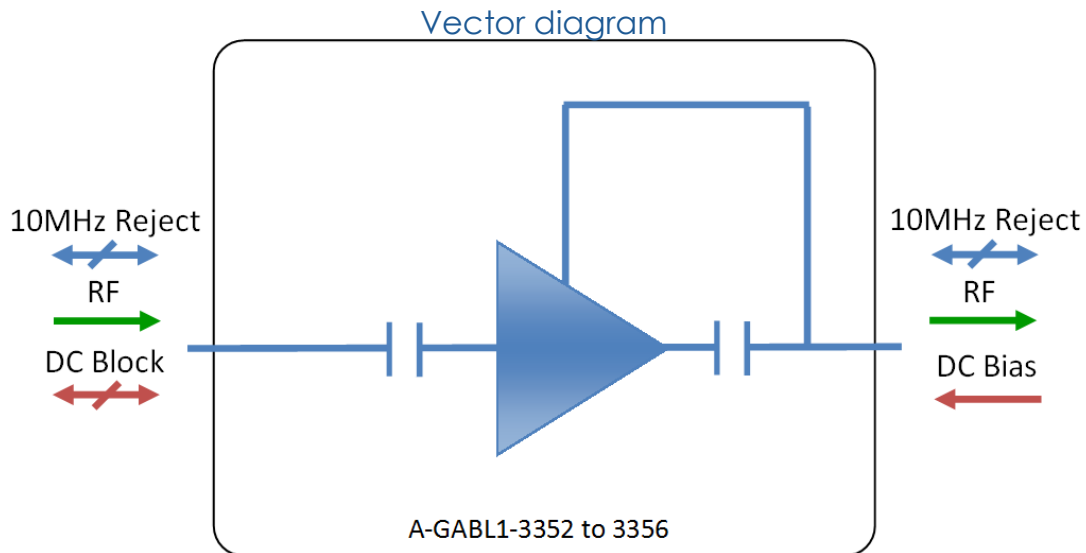 Vector diagram
10MHz Reject
RF
DC Block
10MHz Reject
RF
DC Bias
A-GABL1-3352 to 3356